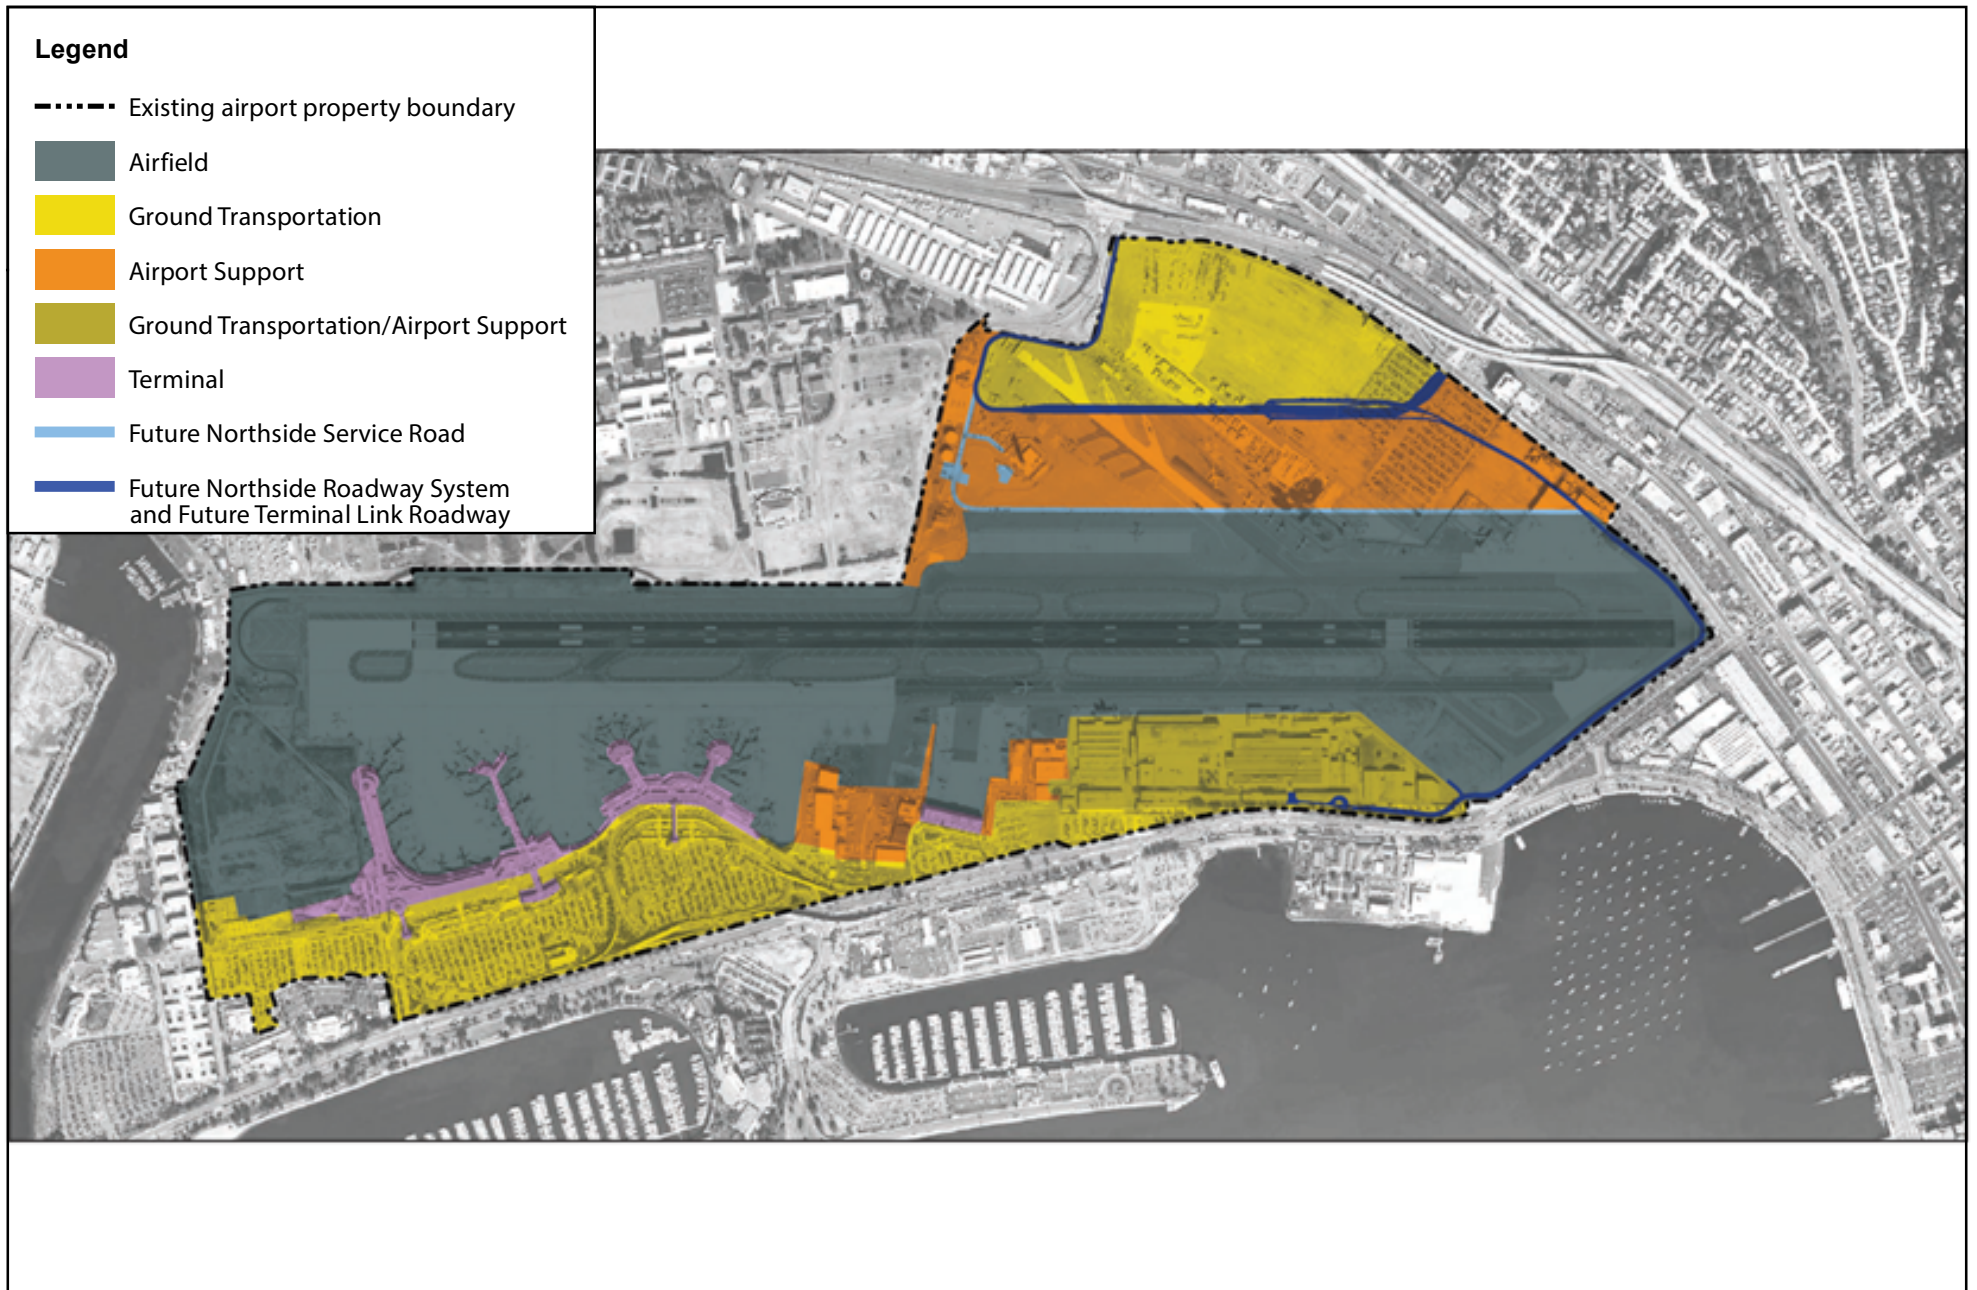 Legend
Existing airport property boundary
Airfield
Ground Transportation
Airport Support
Ground Transportation/Airport Support
Terminal
Future Northside Service Road
Future Northside Roadway System
and Future Terminal Link Roadway